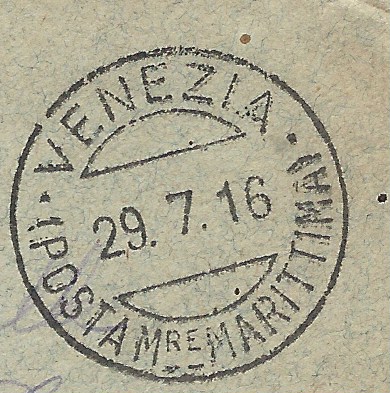 VENEZIA
29.7.16
(POSTA MRE MARITTIMA)